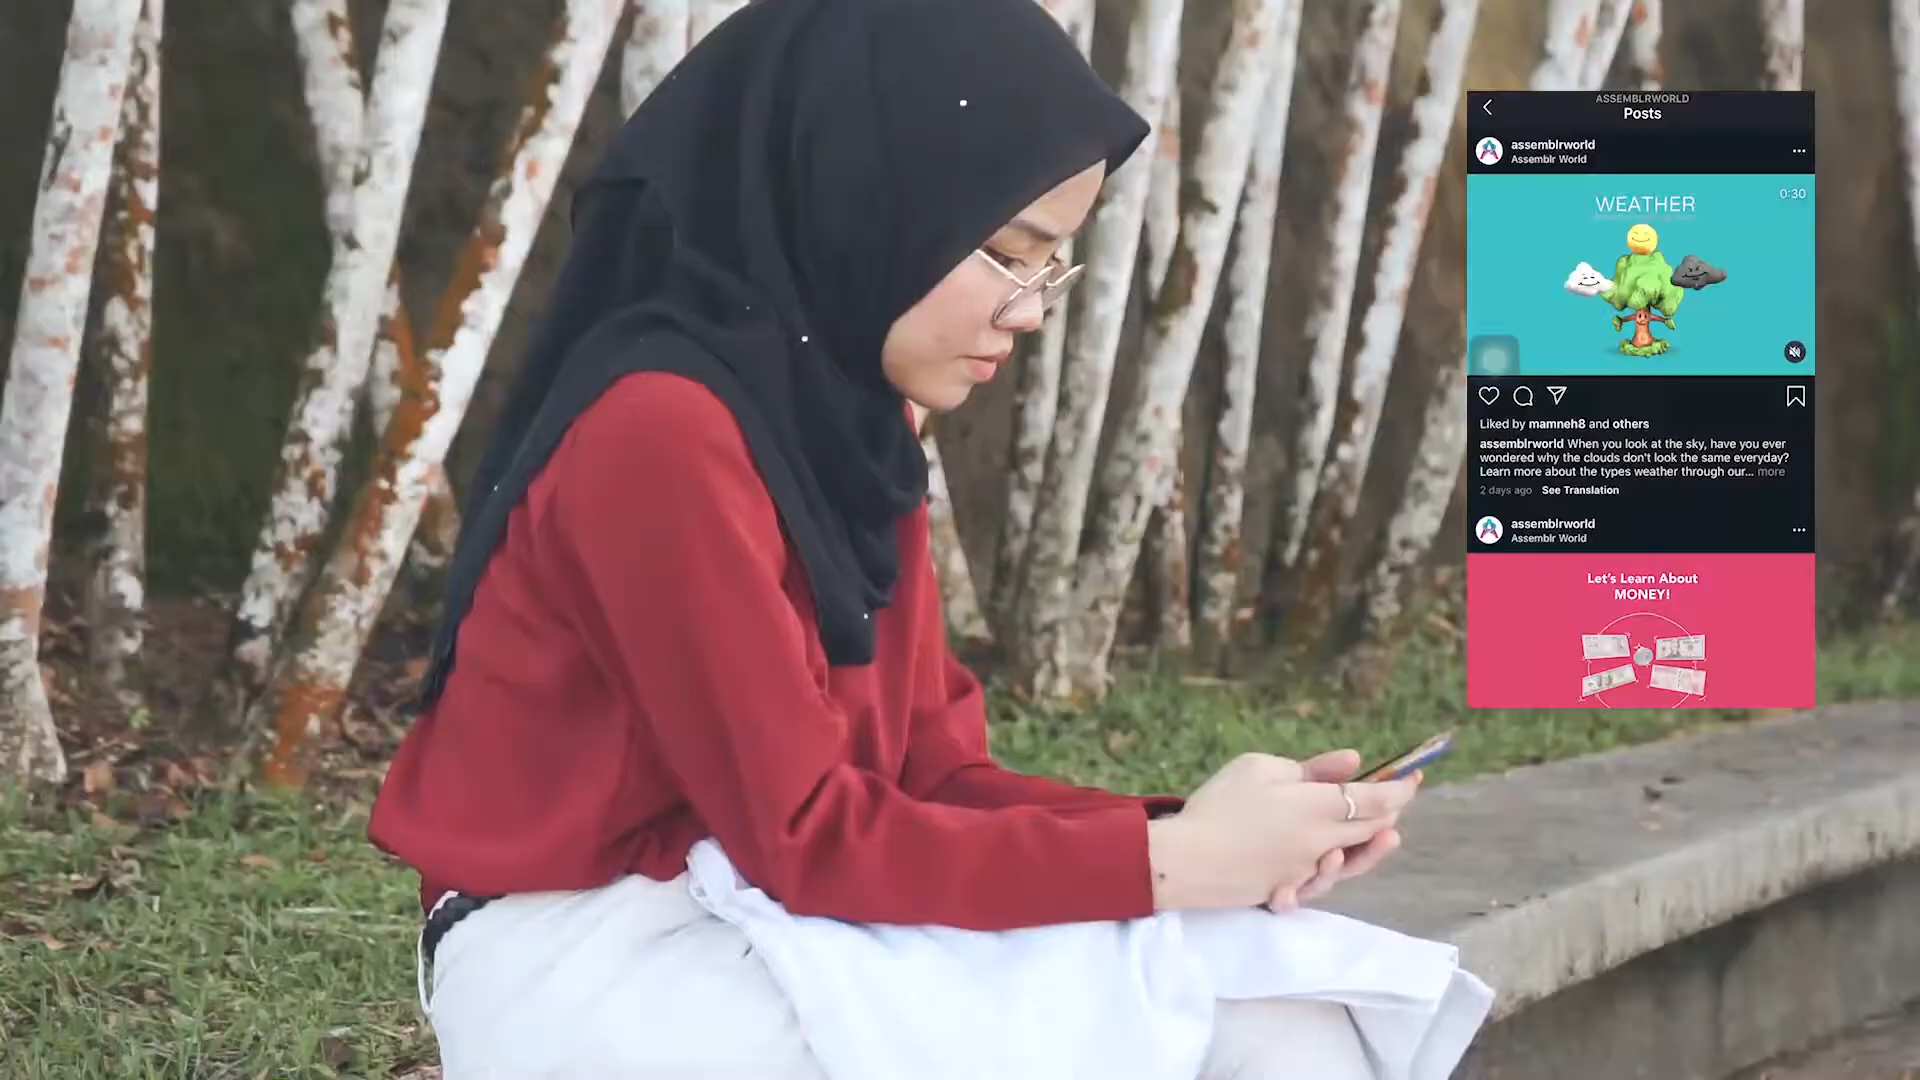 ASSEMBLRWORLD
Posts
assemblrworld
Assemblr World
0:30
WEATHER
Liked by mamneh8 and others
assemblrworld When you look at the sky, have you ever
wondered why the clouds don't look the same everyday?
Learn more about the types weather through our... more
2 days ago See Translation
assemblrworld
Assemblr World
Let's Learn About
MONEY!